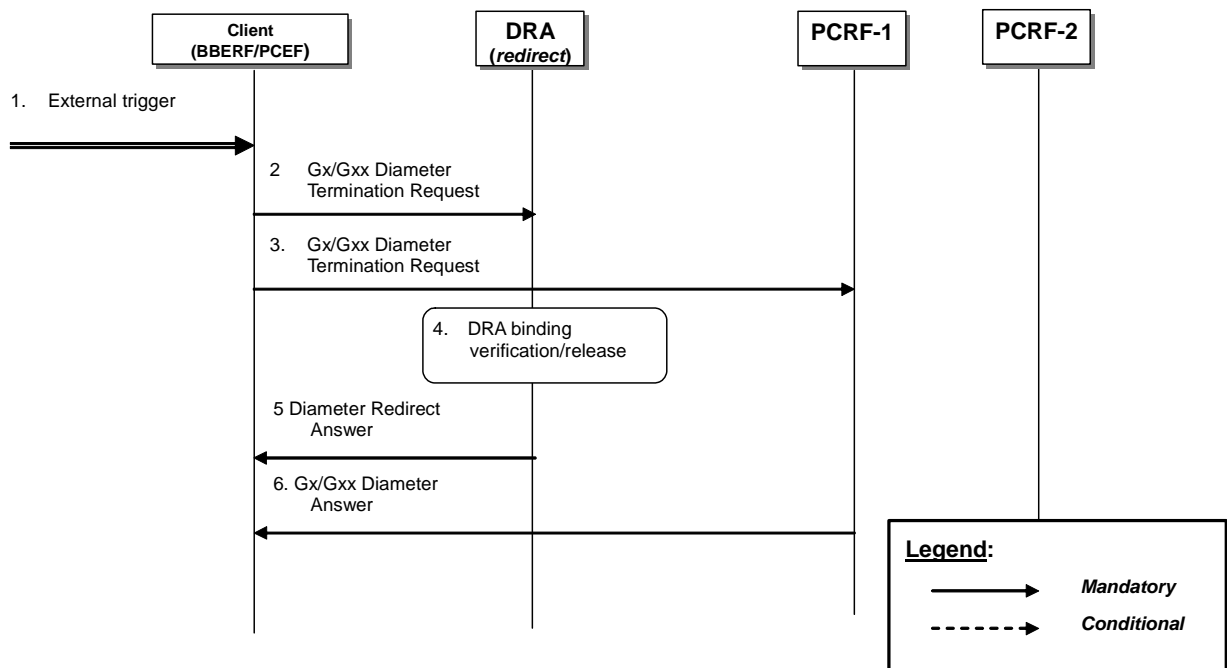 Client
(BBERF/PCEF)
DRA
(redirect)
PCRF-1
PCRF-2
1. External trigger
2 Gx/Gxx Diameter
Termination Request
3. Gx/Gxx Diameter
Termination Request
4. DRA binding
verification/release
5 Diameter Redirect
Answer
6. Gx/Gxx Diameter
Answer
Legend:
Mandatory
Conditional